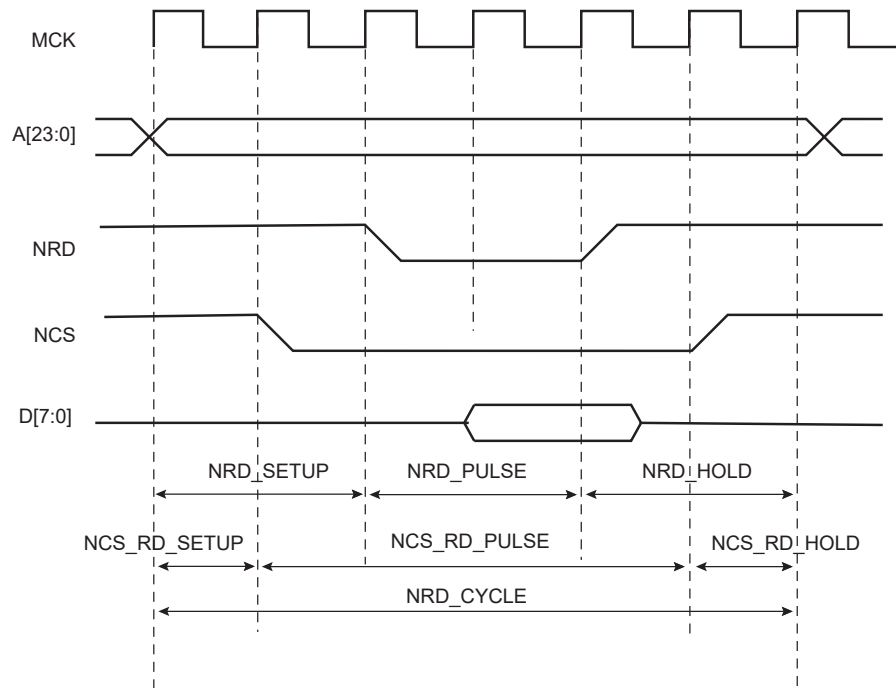 MCK
A[23:0]
NRD
NCS
D[7:0]
NRD_SETUP NRD_PULSE NRD_HOLD
NCS_RD_SETUP NCS_RD_PULSE NCS_RD_HOLD
NRD_CYCLE